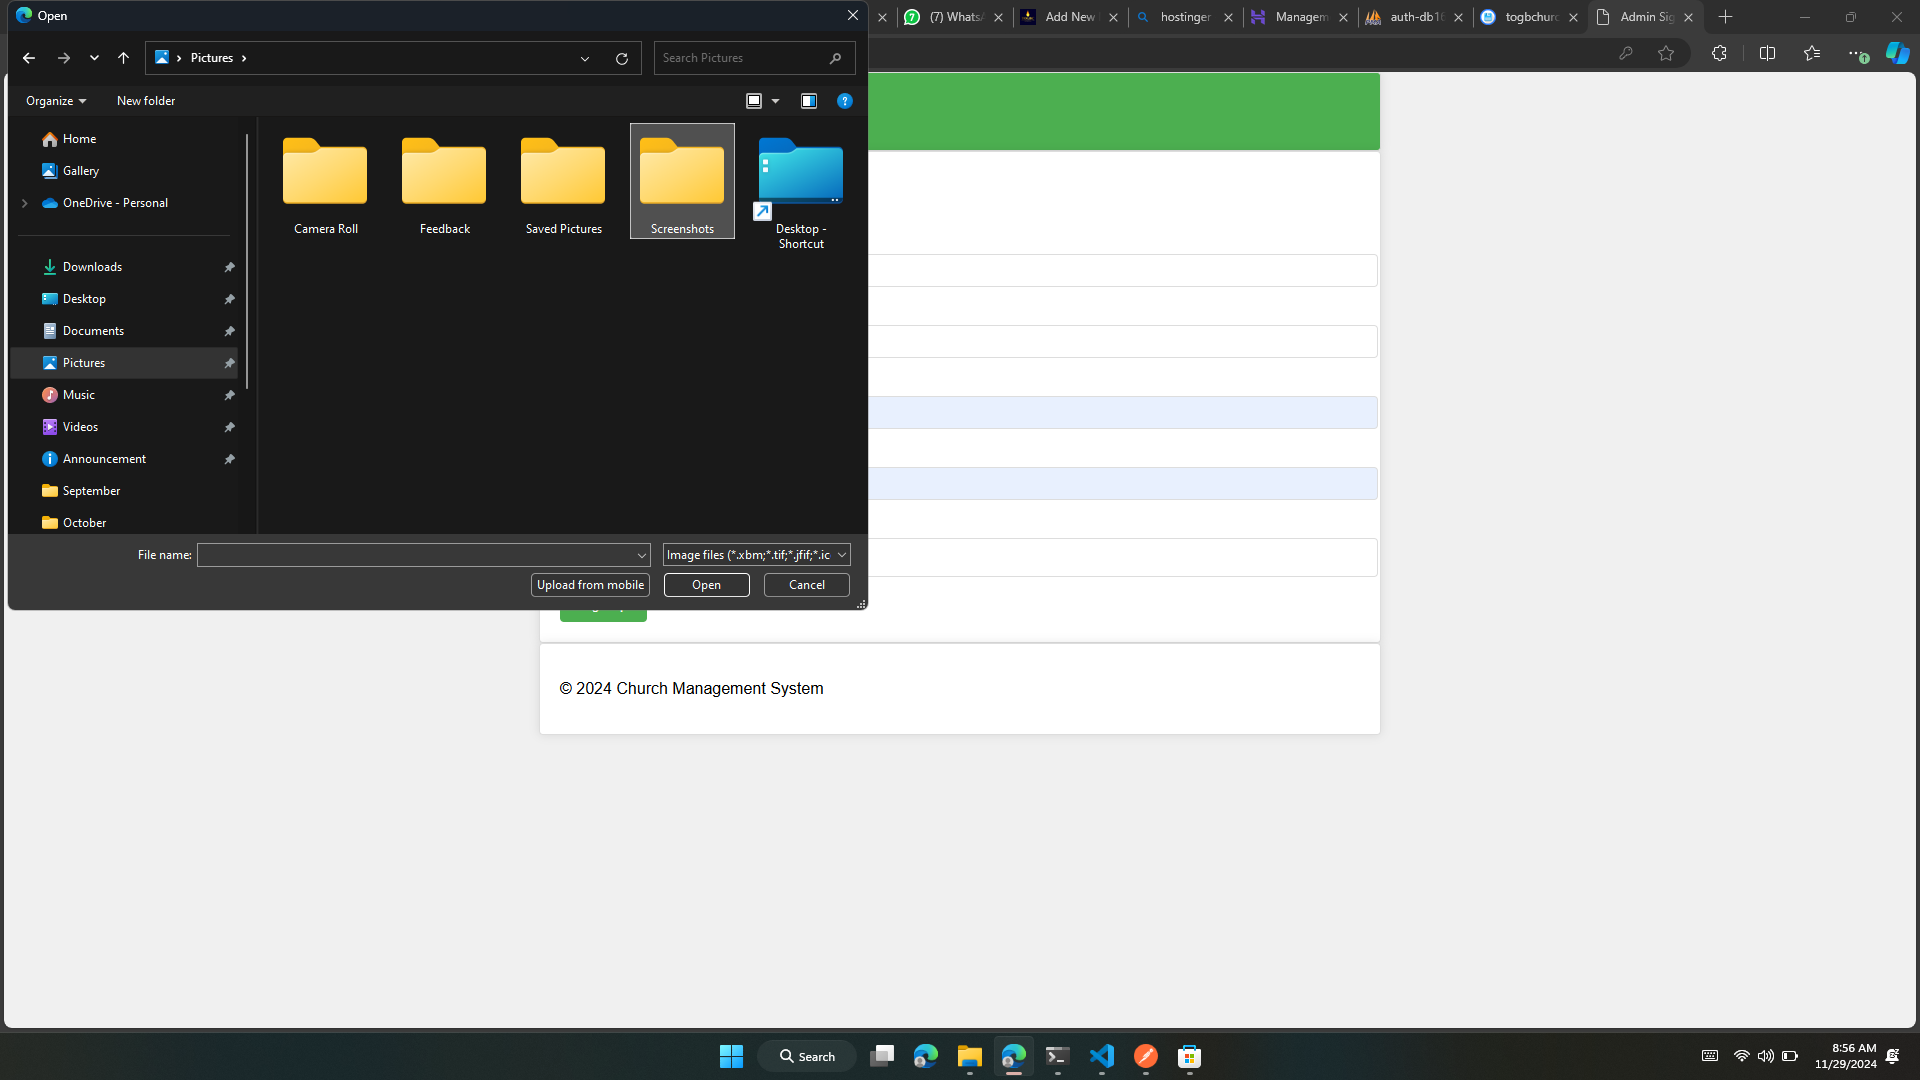 Open
(7) Whats
Add New
hostinger
Managem
auth-db1
togbchurc
Admin Sig
Pictures
Search Pictures
Organize
New folder
Home
Gallery
OneDrive - Personal
Downloads
Desktop
Documents
Pictures
Music
Videos
Announcement
September
October
Camera Roll
Feedback
Saved Pictures
Screenshots
Desktop -
Shortcut
File name:
Image files (*.xbm;*.tif;*.jfif;*.ic
Upload from mobile
Open
Cancel
© 2024 Church Management System
Search
8:56 AM
11/29/2024